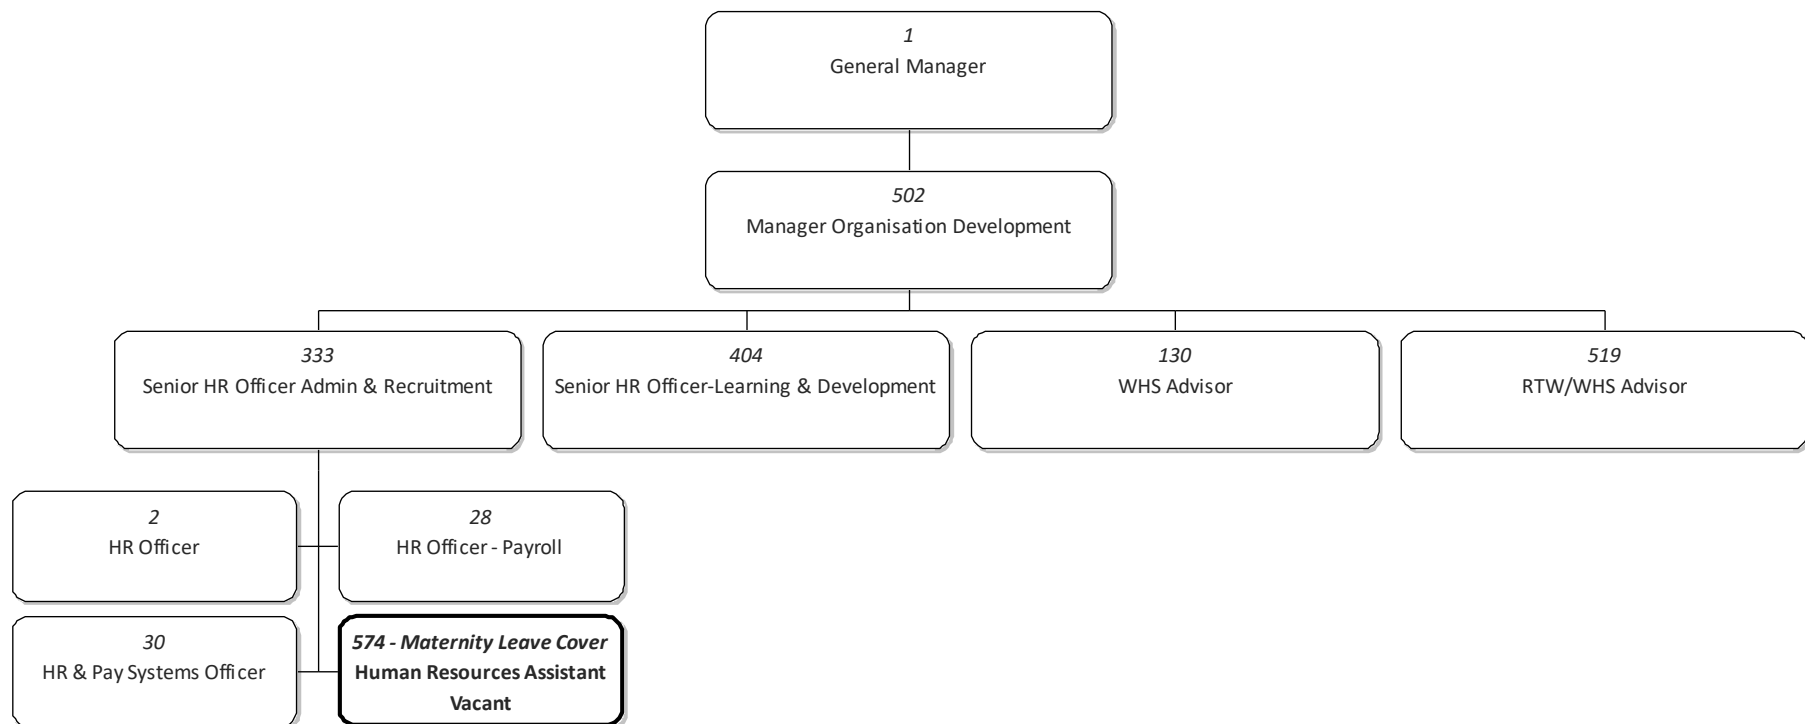 1
General Manager
502
Manager Organisation Development
333
Senior HR Officer Admin & Recruitment
404
Senior HR Officer-Learning & Development
130
WHS Advisor
519
RTW/WHS Advisor
2
HR Officer
28
HR Officer - Payroll
30
HR & Pay Systems Officer
574 - Maternity Leave Cover
Human Resources Assistant
Vacant